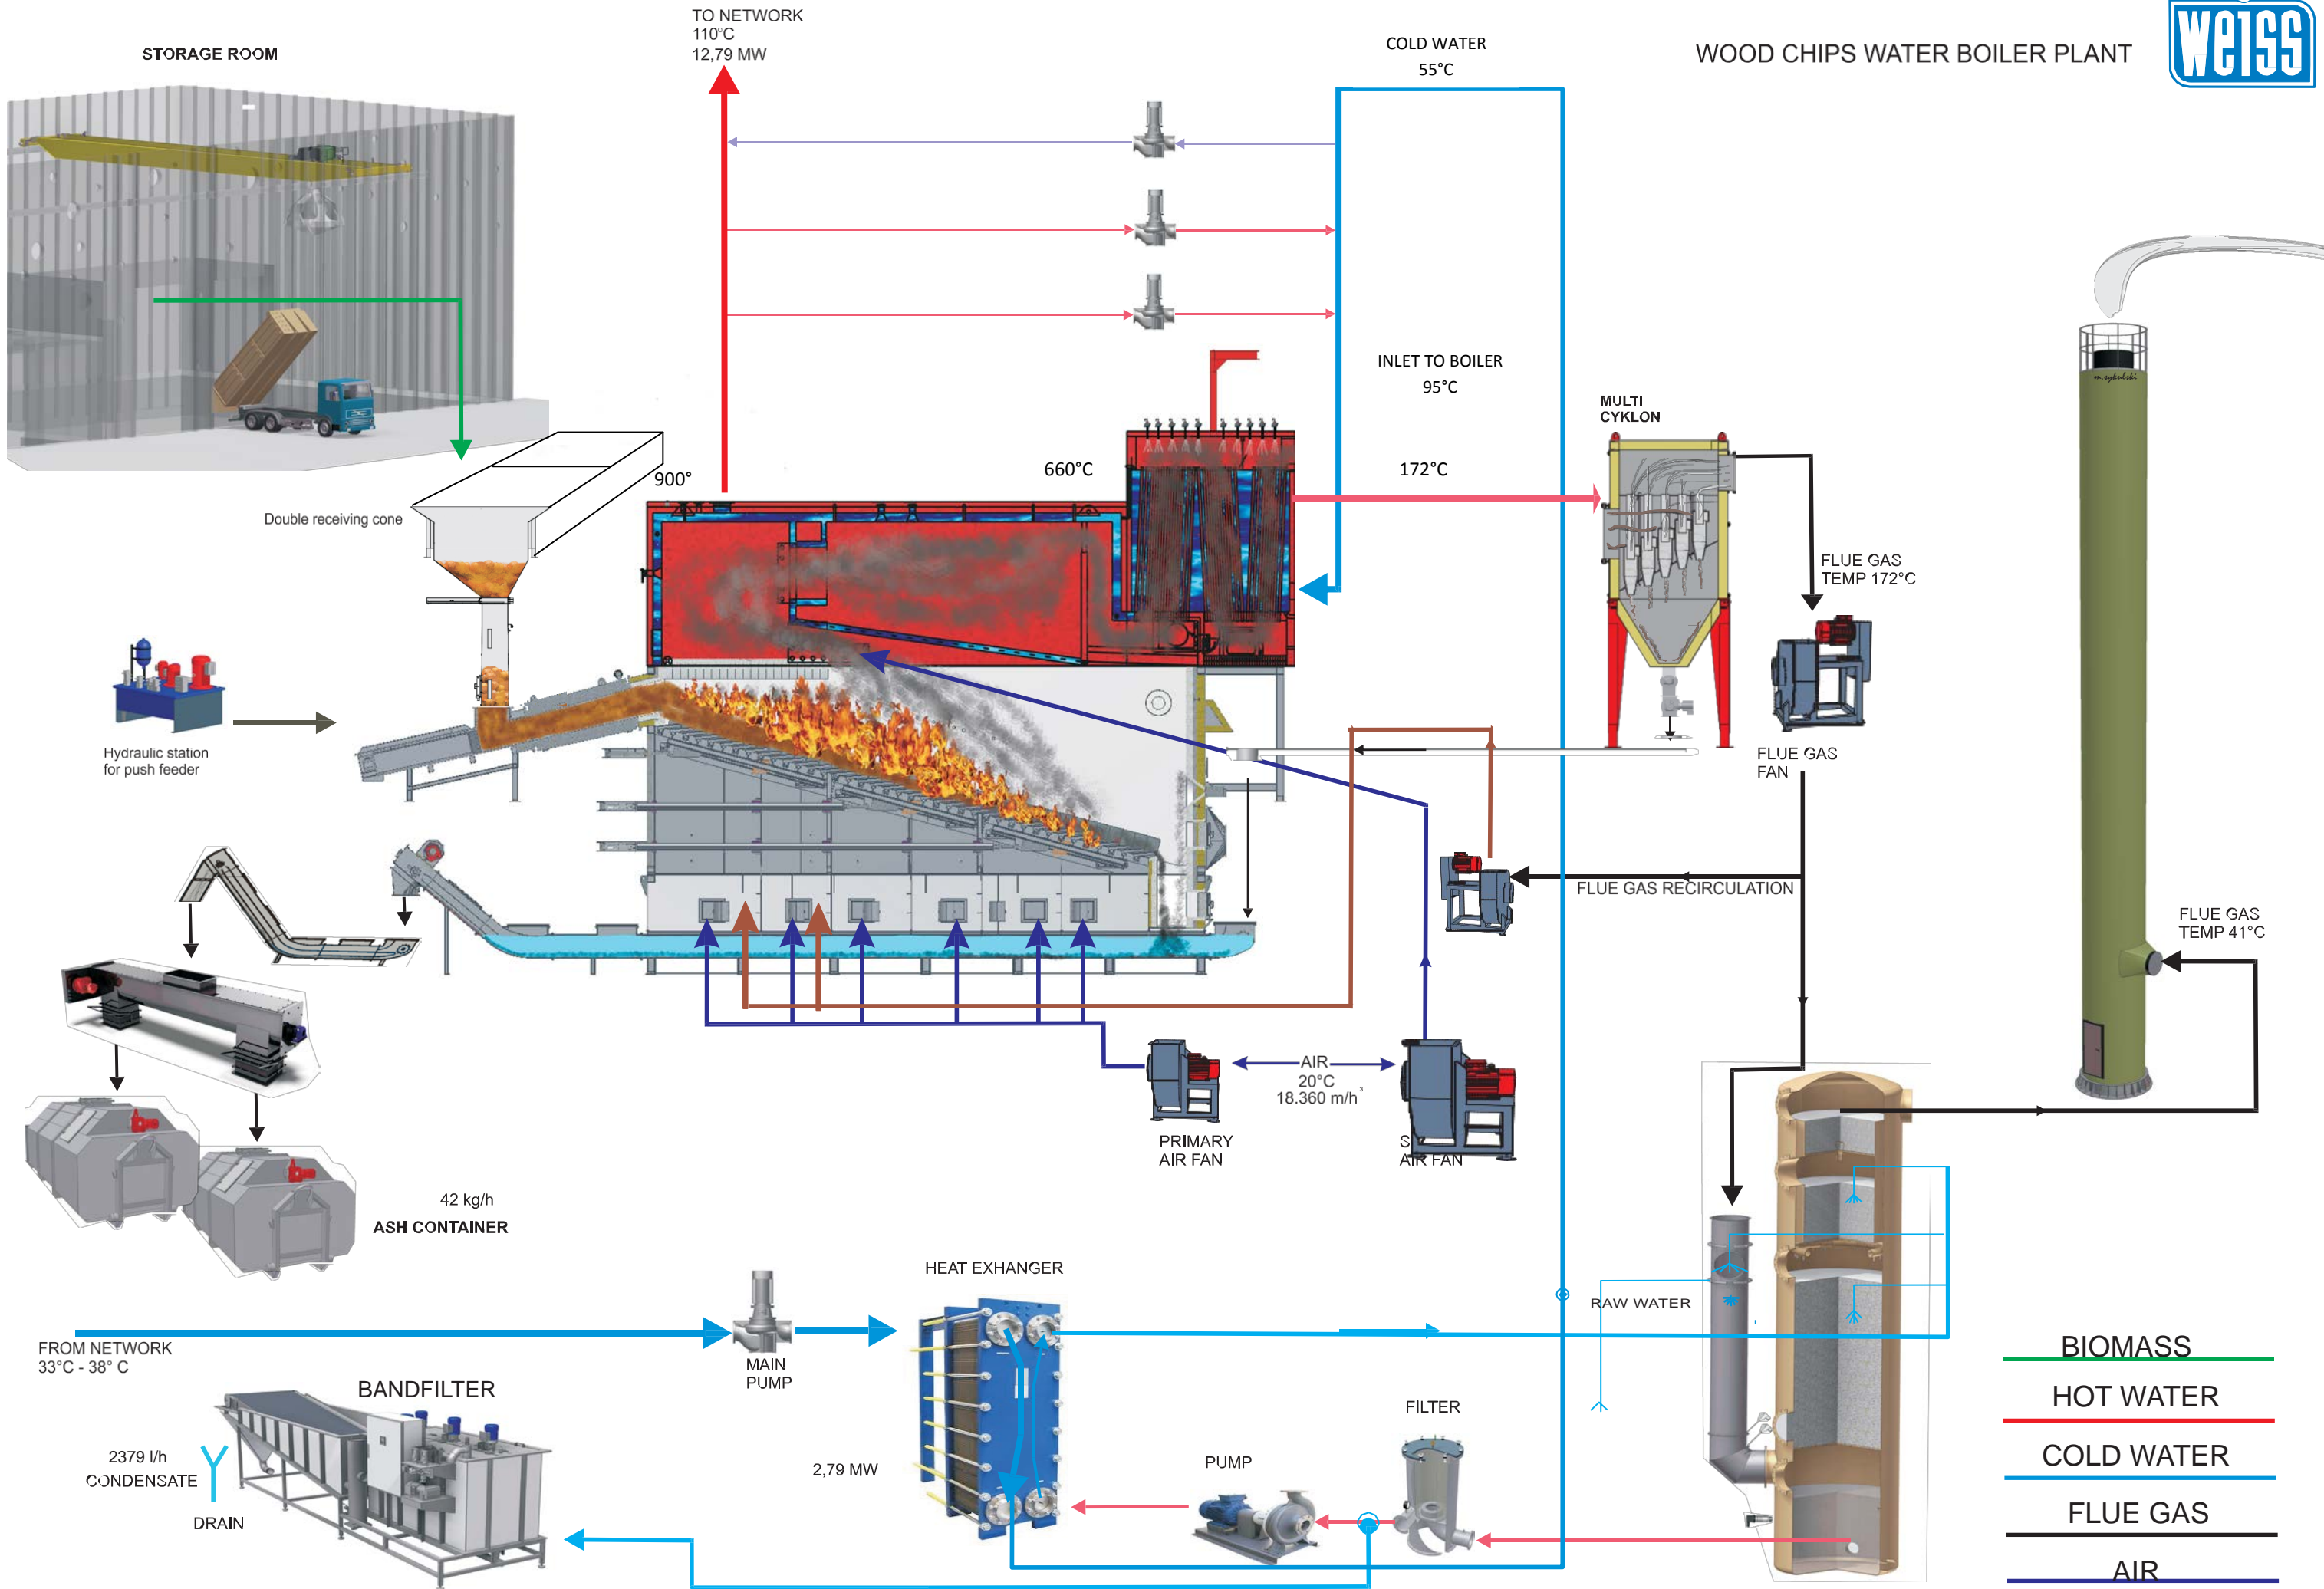 TO NETWORK
110°C
12,79 MW
STORAGE ROOM
COLD WATER
55°C
WOOD CHIPS WATER BOILER PLANT
weiss
INLET TO BOILER
95°C
m.sykulski
MULTI
CYKLON
900°
660°C
172°C
Double receiving cone
FLUE GAS
TEMP 172°C
Hydraulic station
for push feeder
FLUE GAS
FAN
FLUE GAS RECIRCULATION
FLUE GAS
TEMP 41°C
AIR
20°C
18.360 m/h³
PRIMARY
AIR FAN
S
AIR FAN
42 kg/h
ASH CONTAINER
HEAT EXHANGER
RAW WATER
FROM NETWORK
33°C - 38° C
MAIN
PUMP
BIOMASS
BANDFILTER
HOT WATER
FILTER
COLD WATER
2379 l/h
CONDENSATE
2,79 MW
PUMP
DRAIN
FLUE GAS
AIR